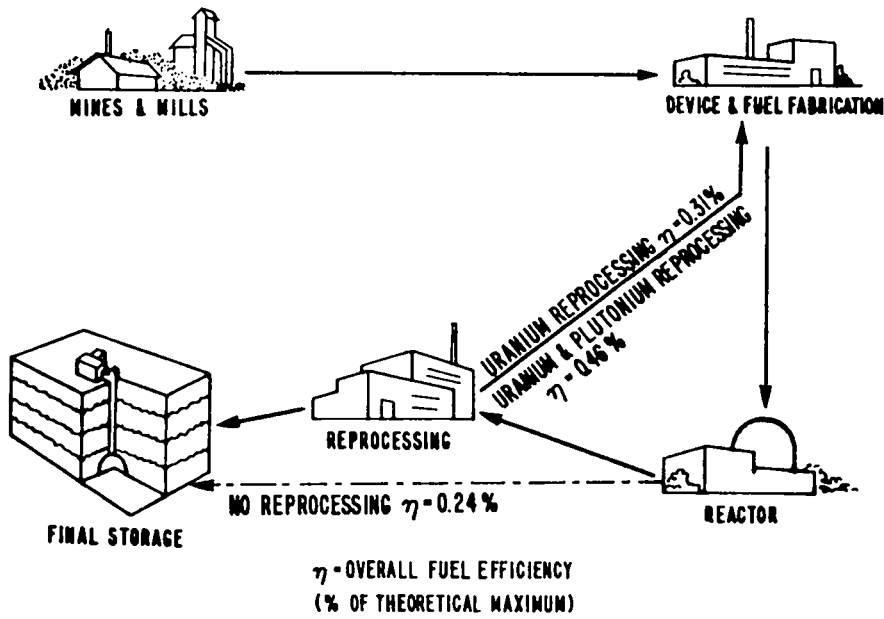 MINES & MILLS
DEVICE & FUEL FABRICATION
URANIUM REPROCESSING η=0.31%
URANIUM & PLUTONIUM REPROCESSING
η=0.46%
REPROCESSING
NO REPROCESSING η=0.24%
REACTOR
FINAL STORAGE
η-OVERALL FUEL EFFICIENCY
(% OF THEORETICAL MAXIMUM)